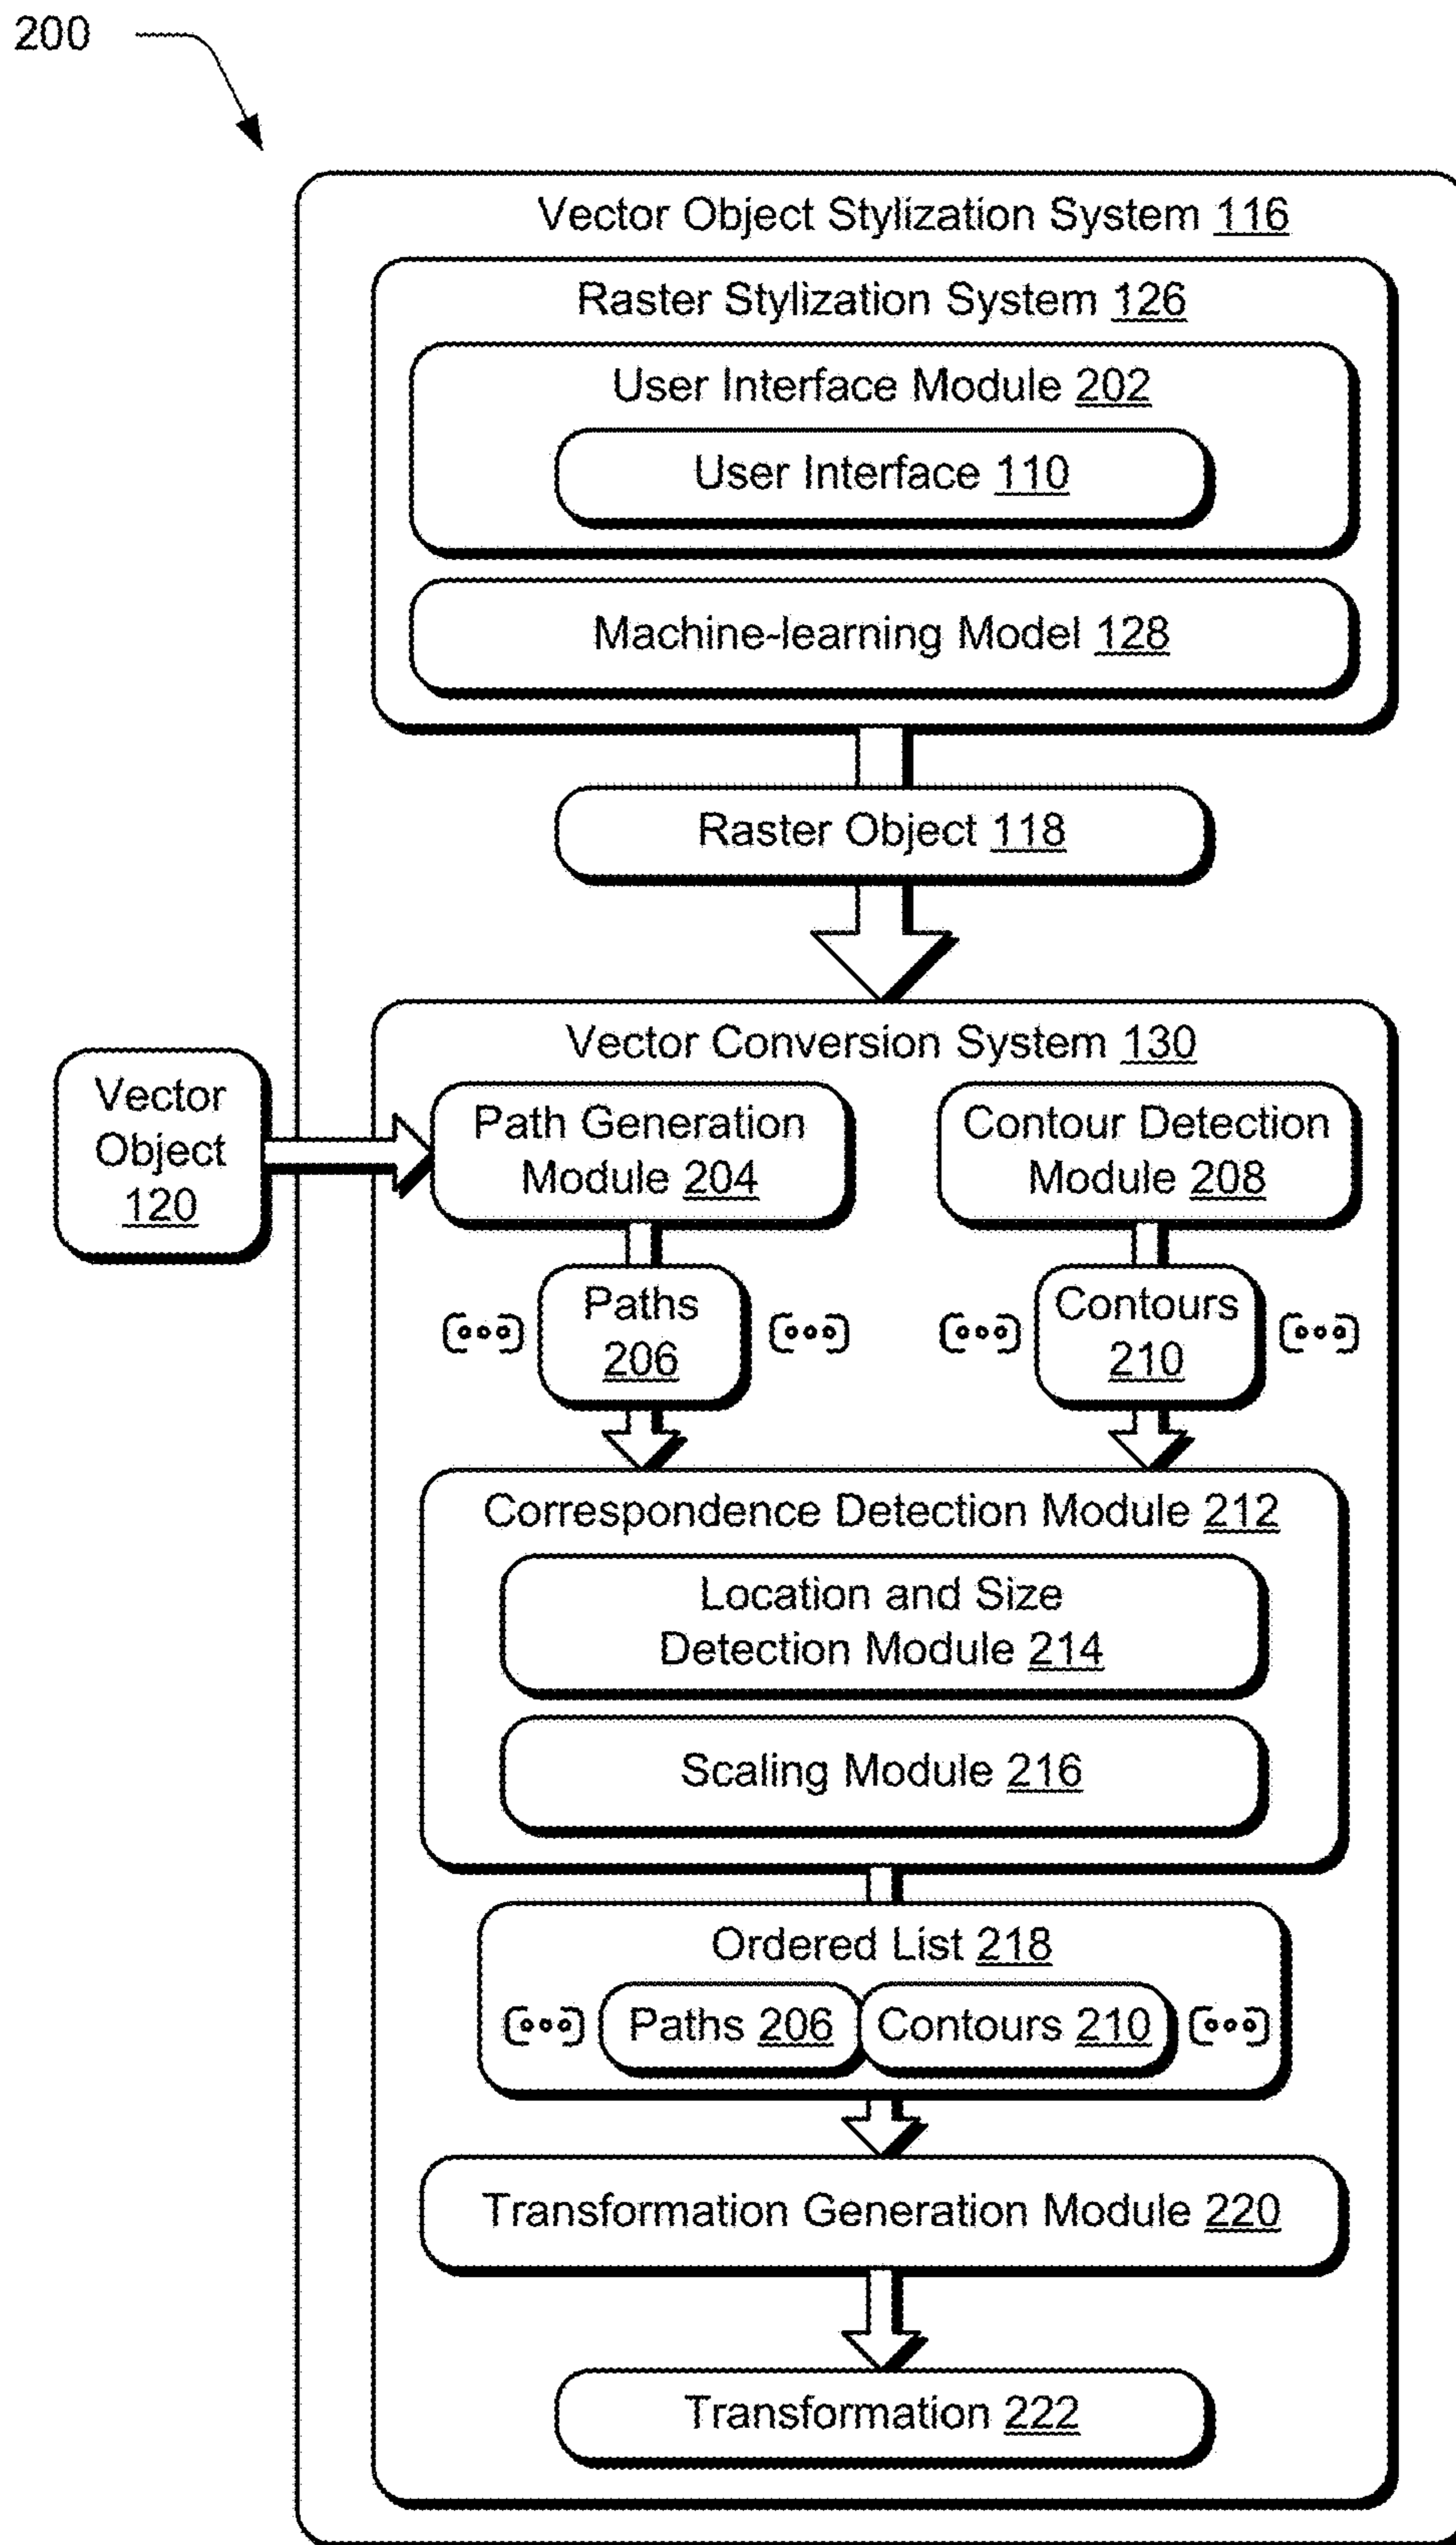 200
Vector Object Stylization System 116
Raster Stylization System 126
User Interface Module 202
User Interface 110
Machine-learning Model 128
Raster Object 118
Vector Conversion System 130
Vector
Object
120
Path Generation
Module 204
Contour Detection
Module 208
Paths
206
Contours
210
Correspondence Detection Module 212
Location and Size
Detection Module 214
Scaling Module 216
Ordered List 218
Paths 206
Contours 210
Transformation Generation Module 220
Transformation 222